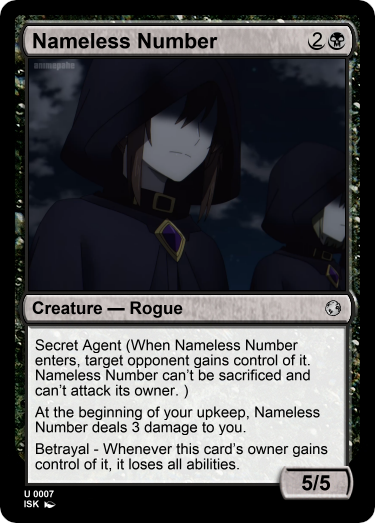 Nameless Number 2
animepahe
Creature — Rogue
Secret Agent (When Nameless Number
enters, target opponent gains control of it.
Nameless Number can't be sacrificed and
can't attack its owner. )
At the beginning of your upkeep, Nameless
Number deals 3 damage to you.
Betrayal - Whenever this card's owner gains
control of it, it loses all abilities.
5/5
U 0007
ISK